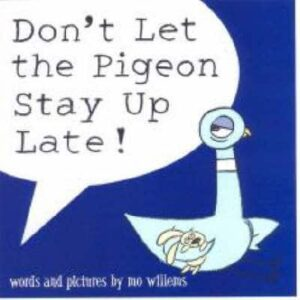 Don't Let
the Pigeon
Stay Up
Late!
words and pictures by mo willems